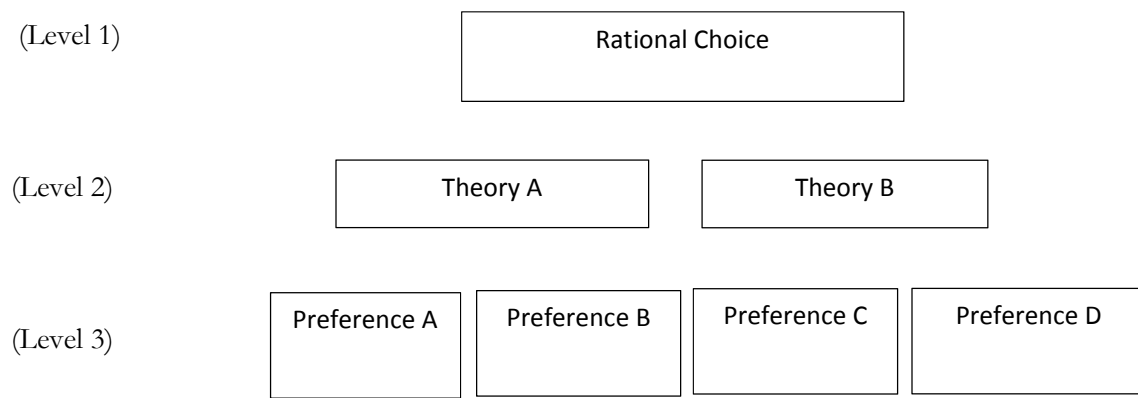 (Level 1)
Rational Choice
(Level 2)
Theory A
Theory B
(Level 3)
Preference A
Preference B
Preference C
Preference D